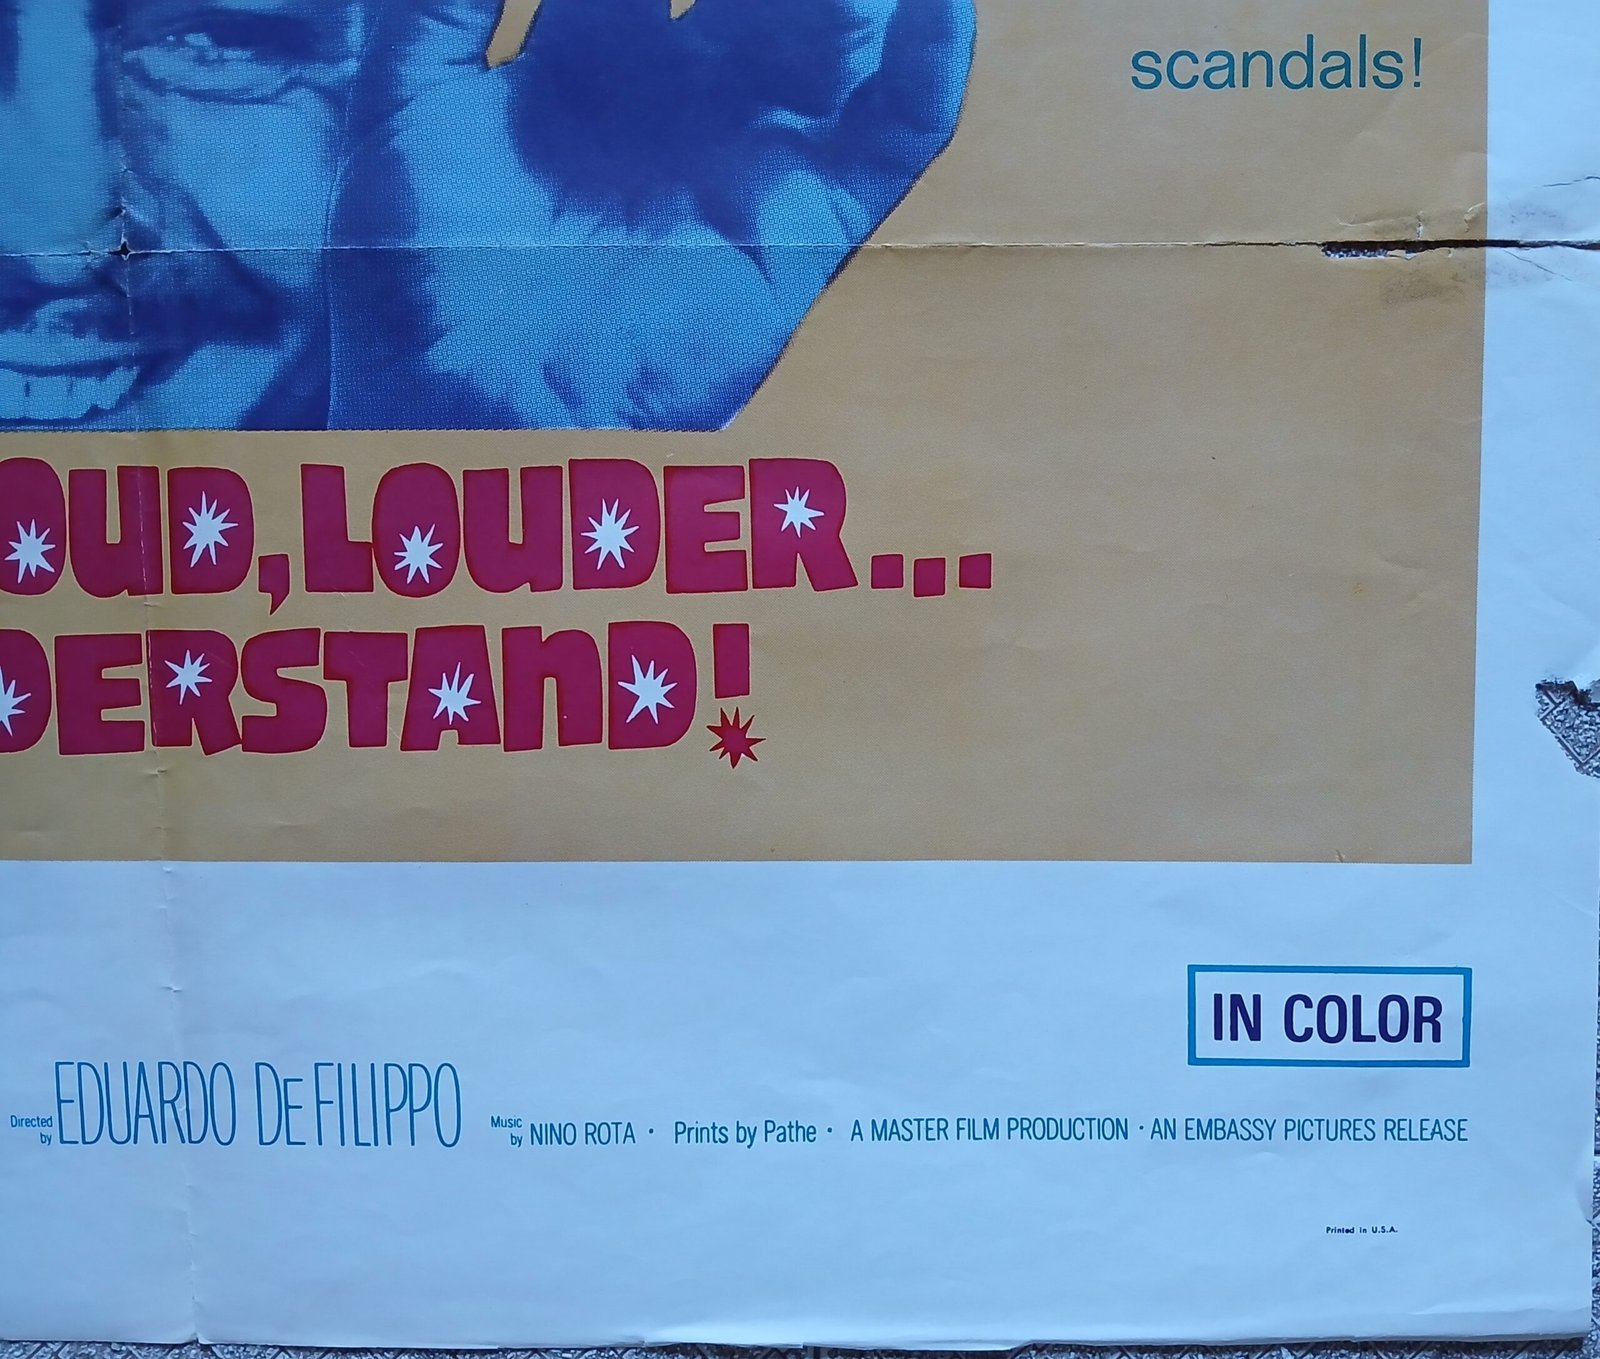 scandals!
OUD, LOUDER...
DERSTAND!
IN COLOR
Directed by EDUARDO DE FILIPPO Music by NINO ROTA · Prints by Pathe · A MASTER FILM PRODUCTION · AN EMBASSY PICTURES RELEASE
Printed in U.S.A.